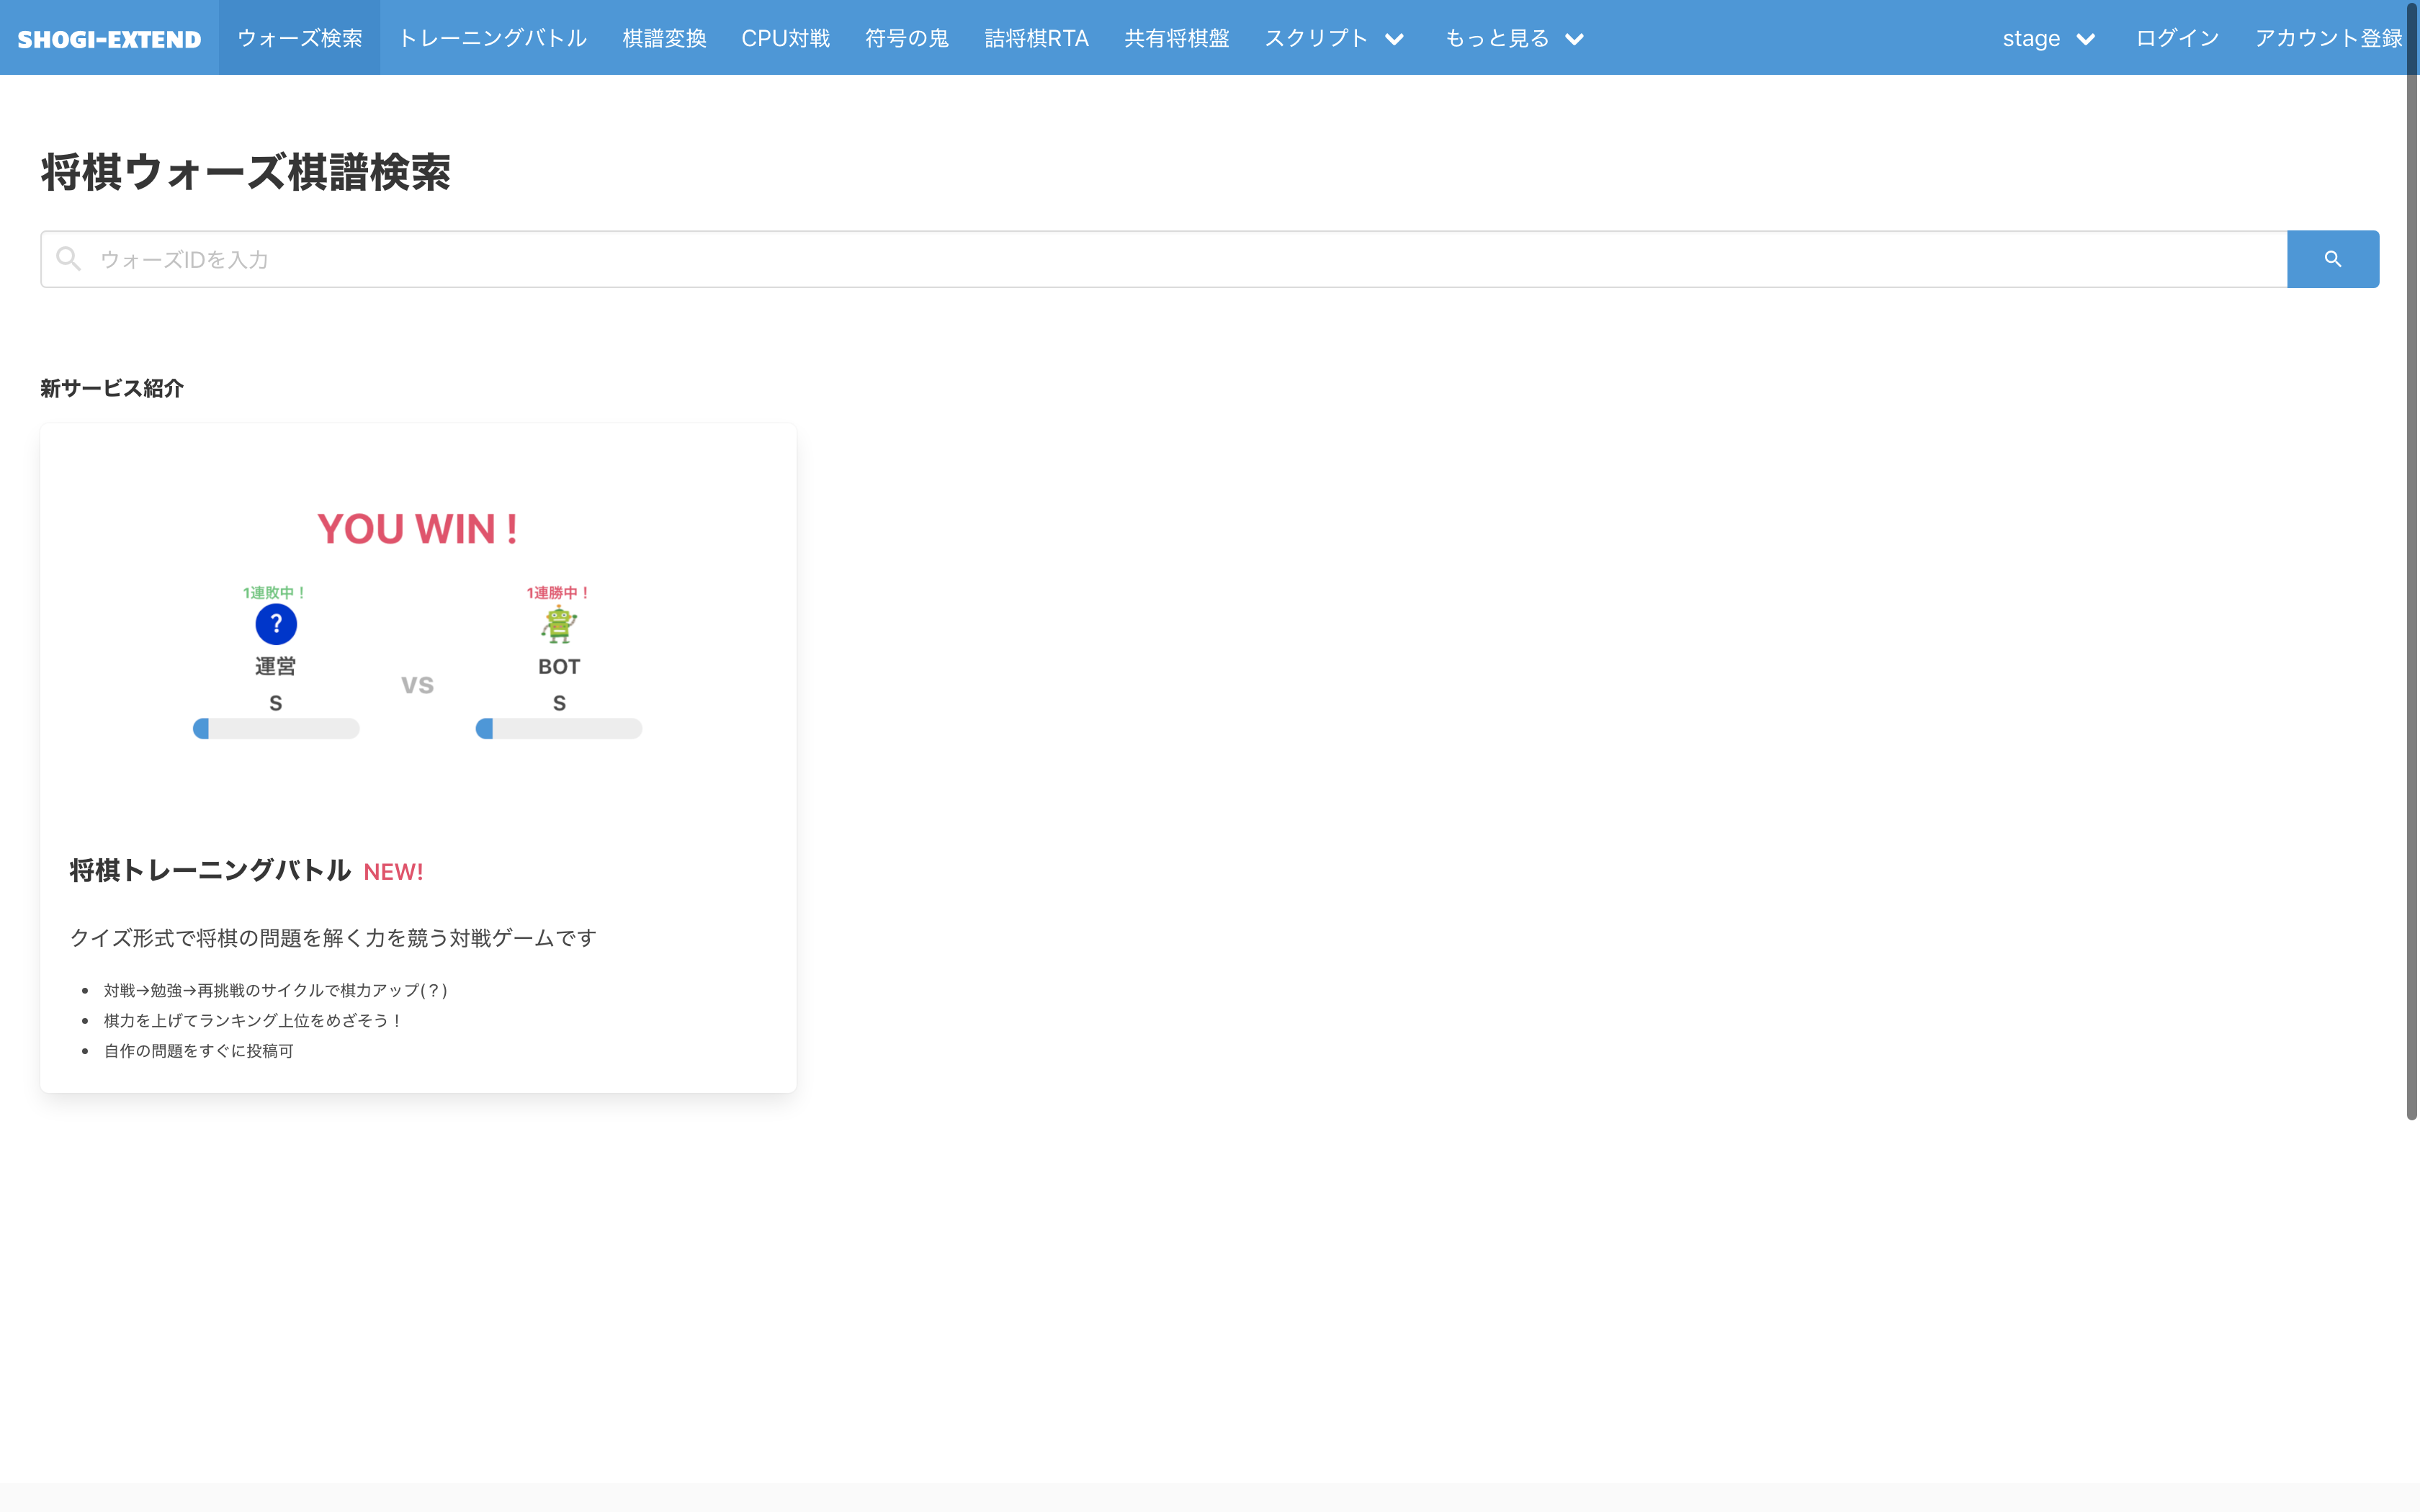 SHOGI-EXTEND ウォーズ検索 トレーニングバトル 棋譜変換 CPU対戦 符号の鬼 詰将棋RTA 共有将棋盤 スクリプト もっと見る stage ログイン アカウント登録
将棋ウォーズ棋譜検索
ウォーズIDを入力
新サービス紹介
YOU WIN !
1連敗中！ 1連勝中！
?
運営 BOT
vs
S S
将棋トレーニングバトル NEW!
クイズ形式で将棋の問題を解く力を競う対戦ゲームです
対戦→勉強→再挑戦のサイクルで棋力アップ(？)
棋力を上げてランキング上位をめざそう！
自作の問題をすぐに投稿可